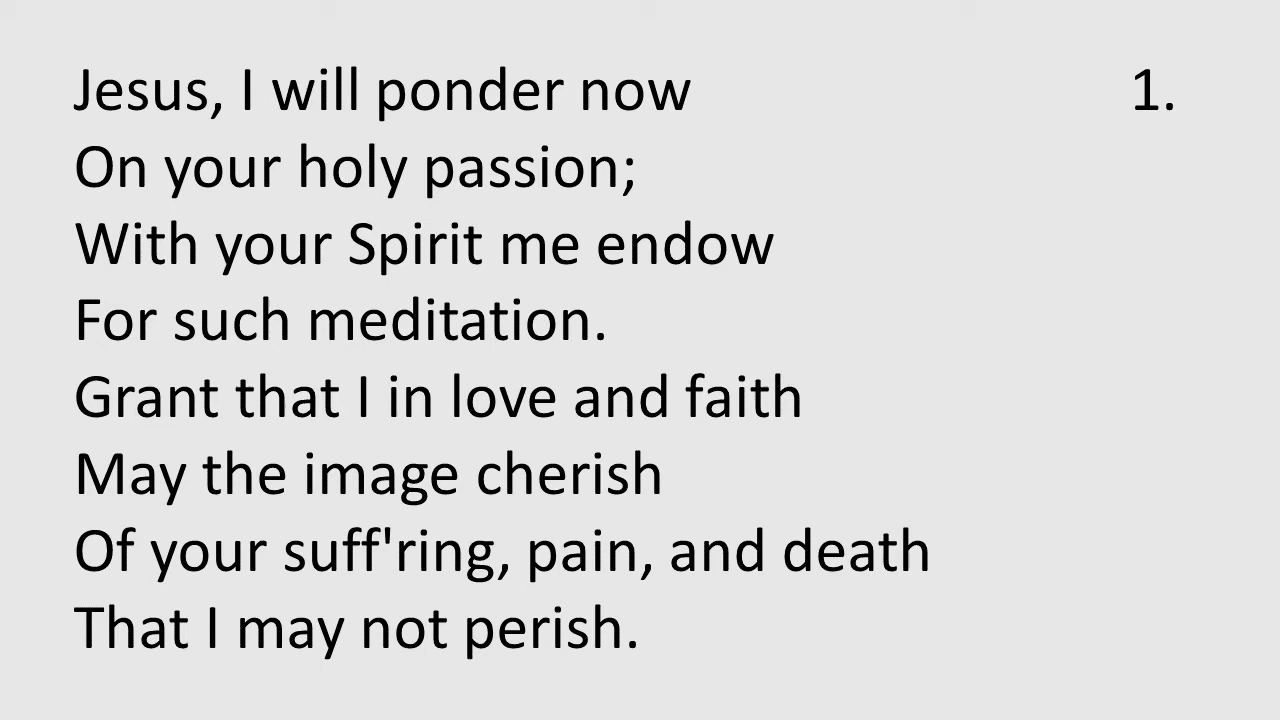 Jesus, I will ponder now 1.
On your holy passion;
With your Spirit me endow
For such meditation.
Grant that I in love and faith
May the image cherish
Of your suff'ring, pain, and death
That I may not perish.